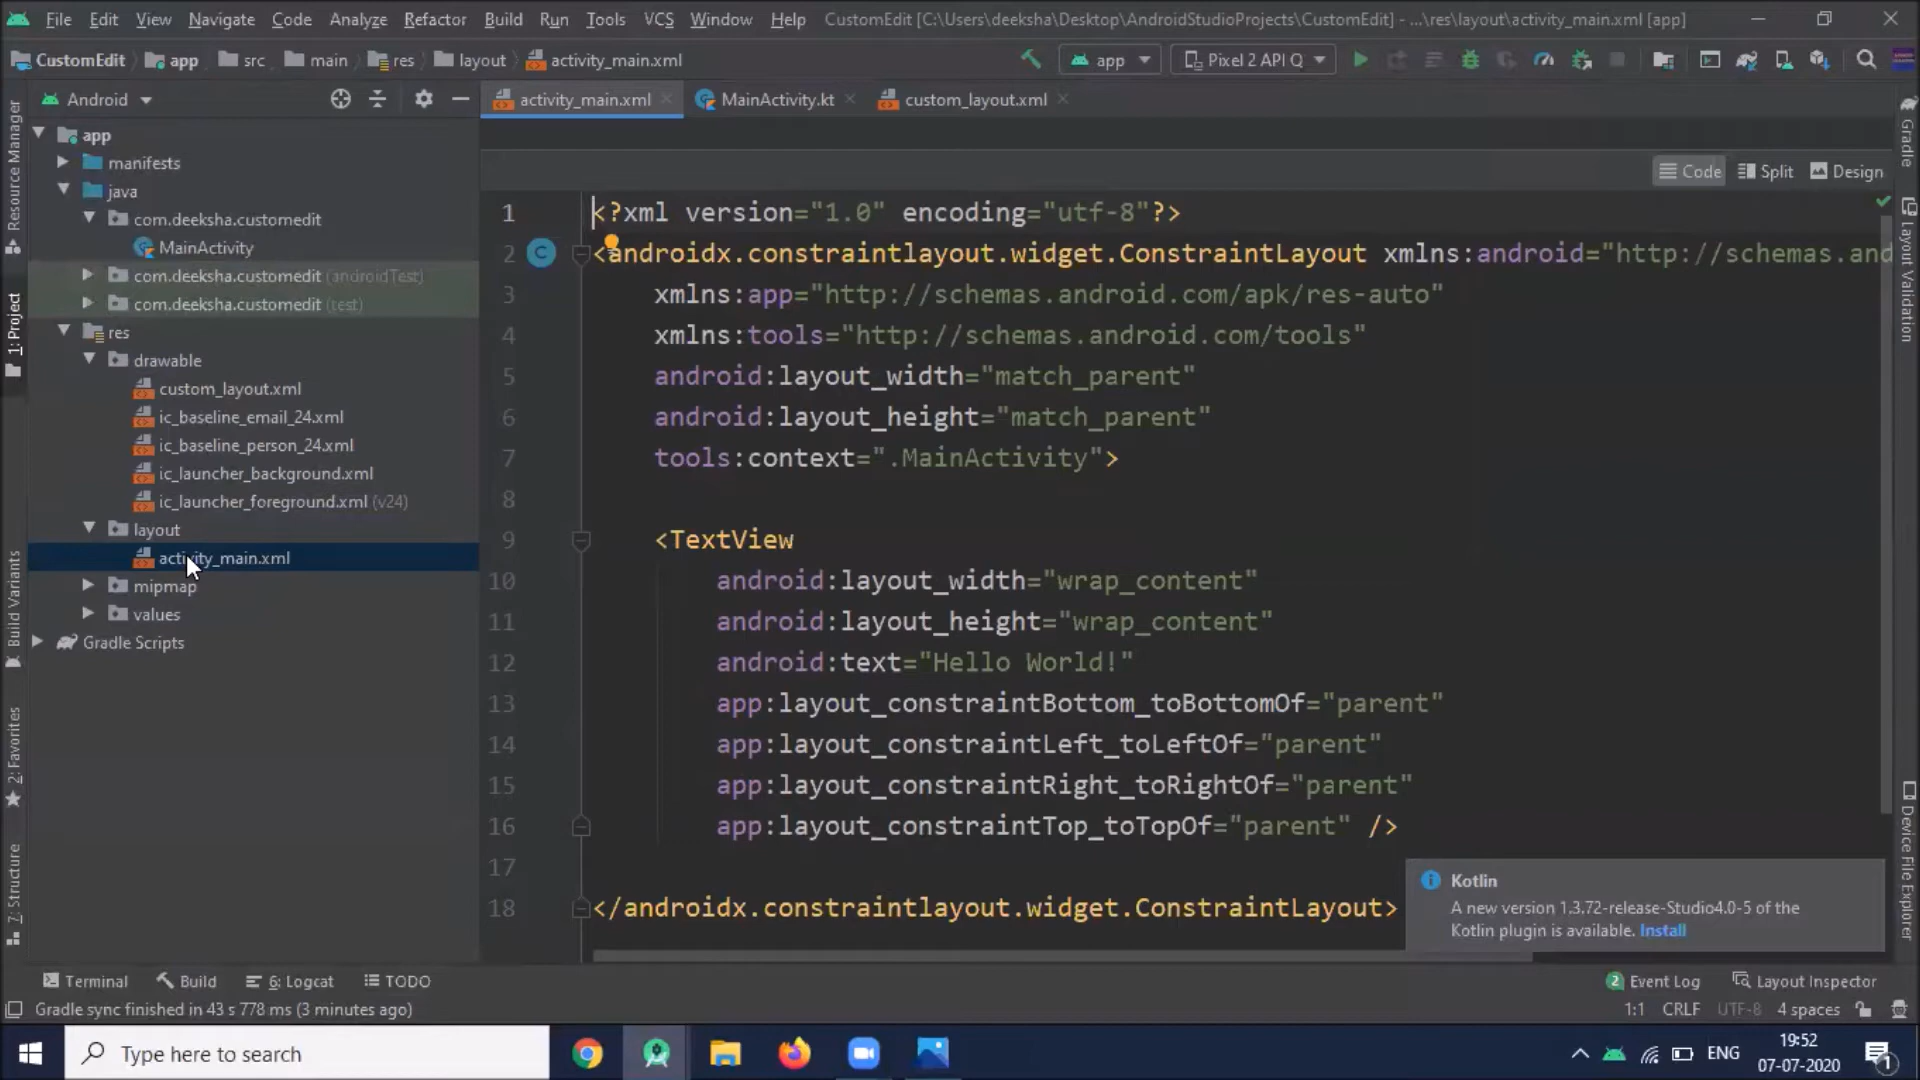 File Edit View Navigate Code Analyze Refactor Build Run Tools VCS Window Help CustomEdit [C:\Users\deeksha\Desktop\AndroidStudioProjects\CustomEdit] - ...\res\layout\activity_main.xml [app]
CustomEdit app src main res layout activity_main.xml app Pixel 2 API Q
Android activity_main.xml MainActivity.kt custom_layout.xml
Code Split Design
Resource Manager
1: Project
Build Variants
2: Favorites
7: Structure
app
manifests
java
com.deeksha.customedit
MainActivity
com.deeksha.customedit (androidTest)
com.deeksha.customedit (test)
res
drawable
custom_layout.xml
ic_baseline_email_24.xml
ic_baseline_person_24.xml
ic_launcher_background.xml
ic_launcher_foreground.xml (v24)
layout
activity_main.xml
mipmap
values
Gradle Scripts
1 <?xml version="1.0" encoding="utf-8"?>
2 <androidx.constraintlayout.widget.ConstraintLayout xmlns:android="http://schemas.and
3 xmlns:app="http://schemas.android.com/apk/res-auto"
4 xmlns:tools="http://schemas.android.com/tools"
5 android:layout_width="match_parent"
6 android:layout_height="match_parent"
7 tools:context=".MainActivity">
8
9 <TextView
10 android:layout_width="wrap_content"
11 android:layout_height="wrap_content"
12 android:text="Hello World!"
13 app:layout_constraintBottom_toBottomOf="parent"
14 app:layout_constraintLeft_toLeftOf="parent"
15 app:layout_constraintRight_toRightOf="parent"
16 app:layout_constraintTop_toTopOf="parent" />
17
18 </androidx.constraintlayout.widget.ConstraintLayout>
Gradle
Layout Validation
Device File Explorer
Kotlin
A new version 1.3.72-release-Studio4.0-5 of the
Kotlin plugin is available. Install
Terminal Build 6: Logcat TODO 2 Event Log Layout Inspector
Gradle sync finished in 43 s 778 ms (3 minutes ago) 1:1 CRLF UTF-8 4 spaces
Type here to search ENG 19:52
07-07-2020 1